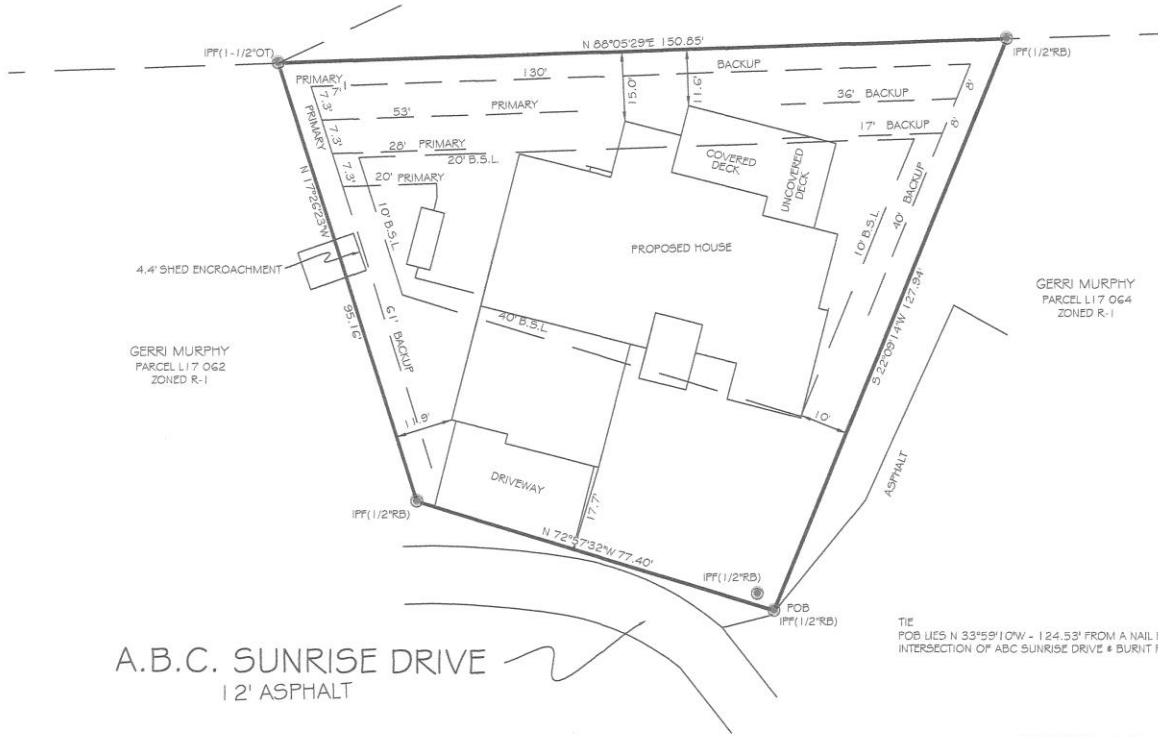 N 88°05'29"E 150.85'
IPF(1-1/2"OT)
IPF(1/2"RB)
PRIMARY
7'
130'
BACKUP
8'
7.3'
PRIMARY
53'
PRIMARY
15.0'
11.6'
36' BACKUP
8'
7.3'
28' PRIMARY
17' BACKUP
20' B.S.L
7.3'
20' PRIMARY
COVERED
DECK
UNCOVERED
DECK
N 17°26'23"W
95.16'
10' B.S.L
10' B.S.L
40' BACKUP
PROPOSED HOUSE
4.4' SHED ENCROACHMENT
GERRI MURPHY
PARCEL L17 064
ZONED R-1
S 22°09'14"W 127.94'
40' B.S.L
61' BACKUP
GERRI MURPHY
PARCEL L17 062
ZONED R-1
11.9'
10'
ASPHALT
DRIVEWAY
17.7'
IPF(1/2"RB)
N 72°57'32"W 77.40'
IPF(1/2"RB)
POB
IPF(1/2"RB)
TIE
POB LIES N 33°59'10"W - 124.53' FROM A NAIL
INTERSECTION OF ABC SUNRISE DRIVE & BURNT
A.B.C. SUNRISE DRIVE
12' ASPHALT